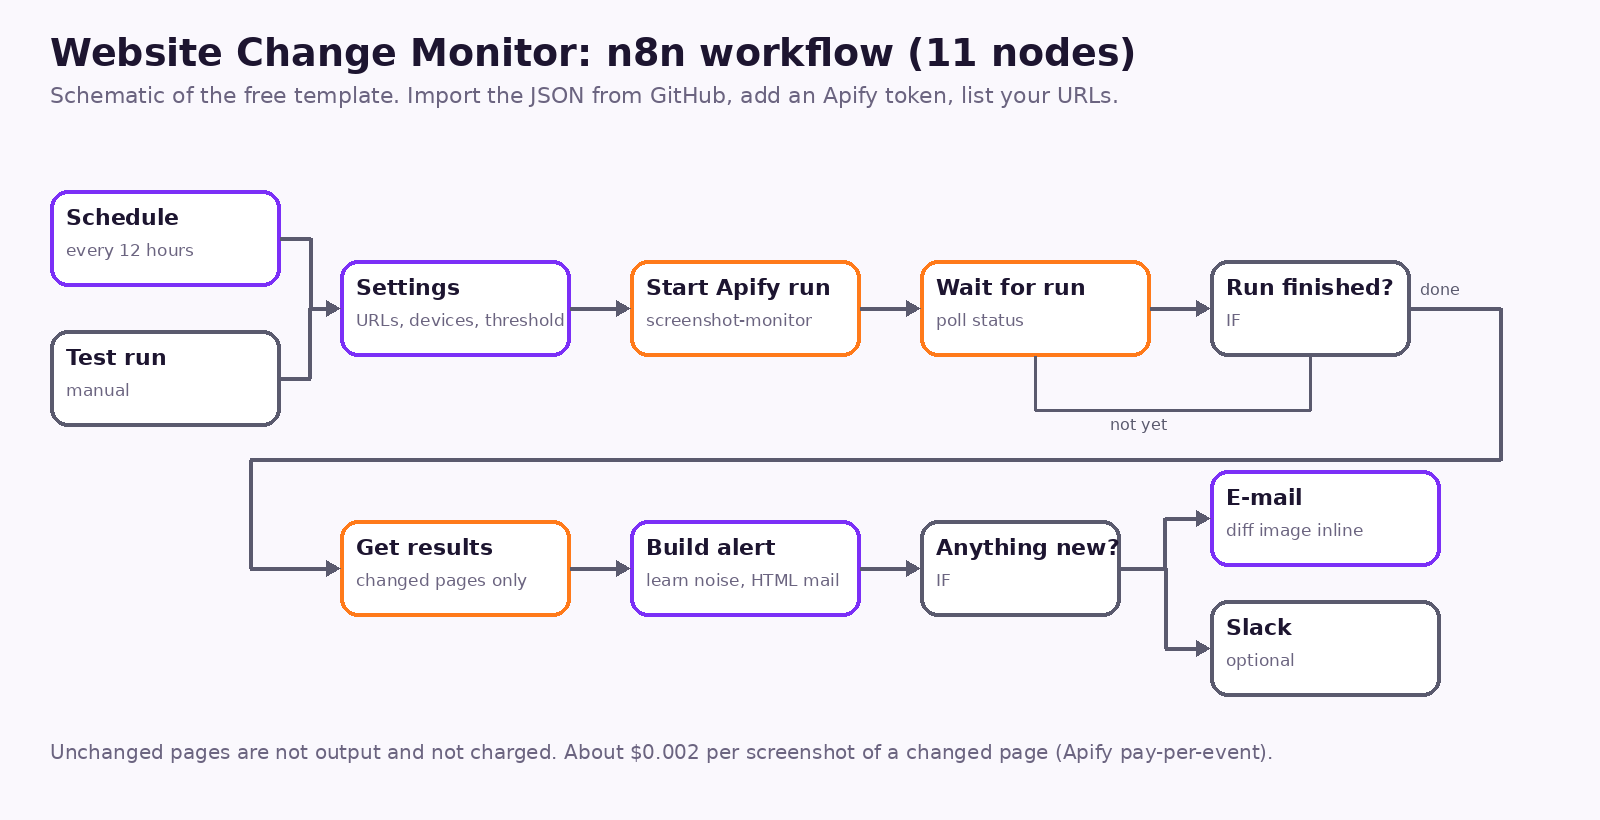 Website Change Monitor: n8n workflow (11 nodes)
Schematic of the free template. Import the JSON from GitHub, add an Apify token, list your URLs.
Schedule
every 12 hours
Test run
manual
Settings
URLs, devices, threshold
Start Apify run
screenshot-monitor
Wait for run
poll status
Run finished?
IF
done
not yet
Get results
changed pages only
Build alert
learn noise, HTML mail
Anything new?
IF
E-mail
diff image inline
Slack
optional
Unchanged pages are not output and not charged. About $0.002 per screenshot of a changed page (Apify pay-per-event).